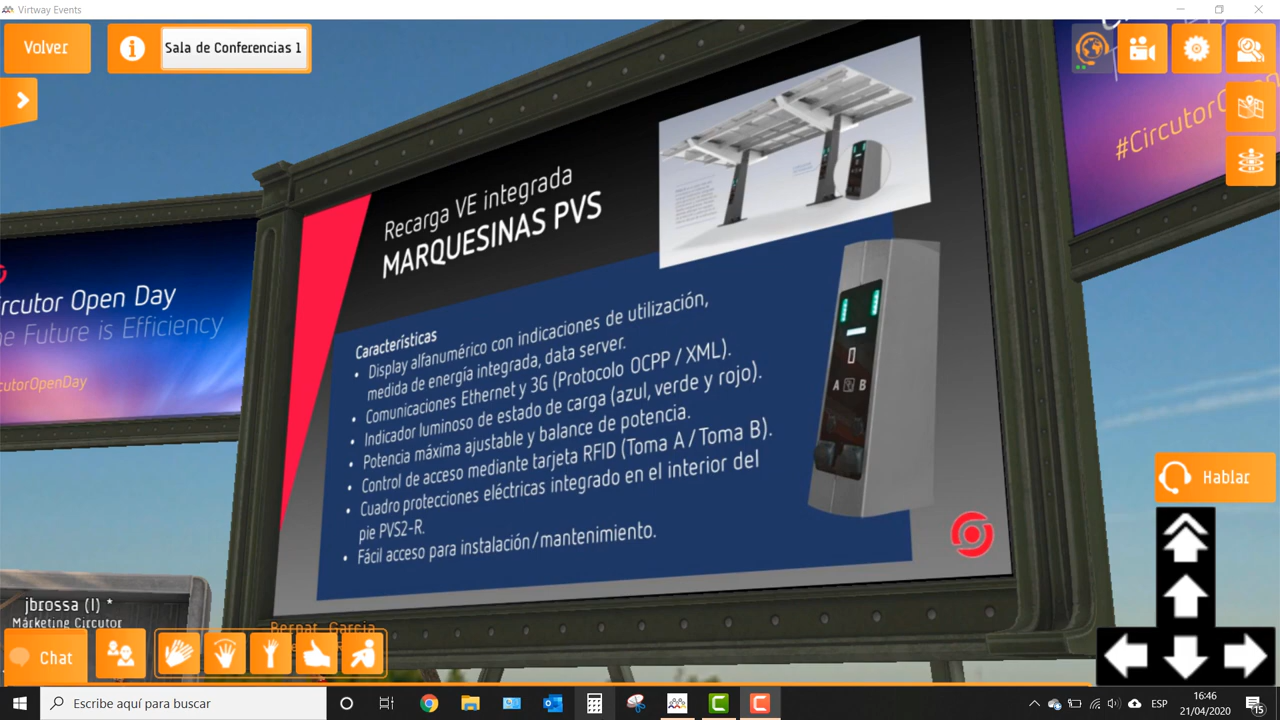 Virtway Events
Volver
Sala de Conferencias 1
#Circutor
Recarga VE integrada
MARQUESINAS PVS
Características
• Display alfanumérico con indicaciones de utilización,
medida de energía integrada, data server.
• Comunicaciones Ethernet y 3G (Protocolo OCPP / XML).
• Indicador luminoso de estado de carga (azul, verde y rojo).
• Potencia máxima ajustable y balance de potencia.
• Control de acceso mediante tarjeta RFID (Toma A / Toma B).
• Cuadro protecciones eléctricas integrado en el interior del
pie PVS2-R.
• Fácil acceso para instalación/mantenimiento.
A B
ircutor Open Day
e Future is Efficiency
cutorOpenDay
Hablar
jbrossa (I) *
Márketing Circutor
Bernat Garcia
Chat
Escribe aquí para buscar
ESP
16:46
21/04/2020
15